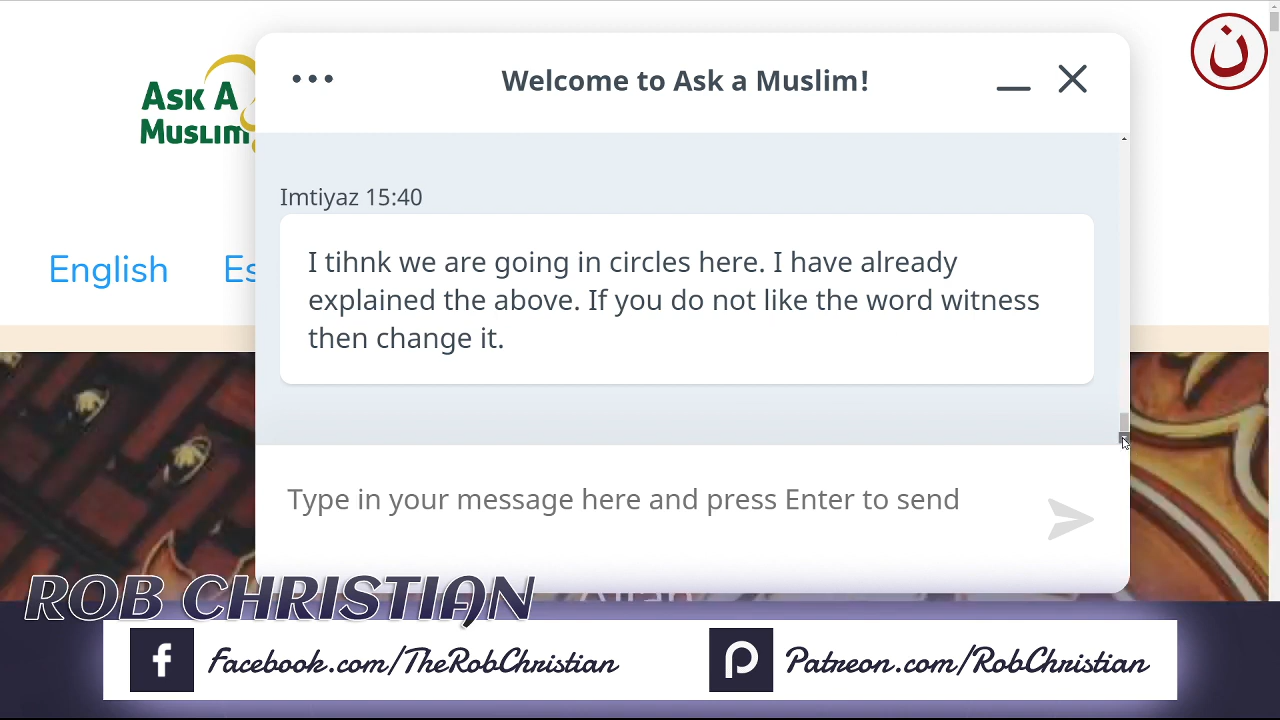 ن
Welcome to Ask a Muslim!
ASK A
MUSLIM
Imtiyaz 15:40
I tihnk we are going in circles here. I have already
explained the above. If you do not like the word witness
then change it.
English
Es
Type in your message here and press Enter to send
Allah
ROB CHRISTIAN
Facebook.com/TheRobChristian
Patreon.com/RobChristian